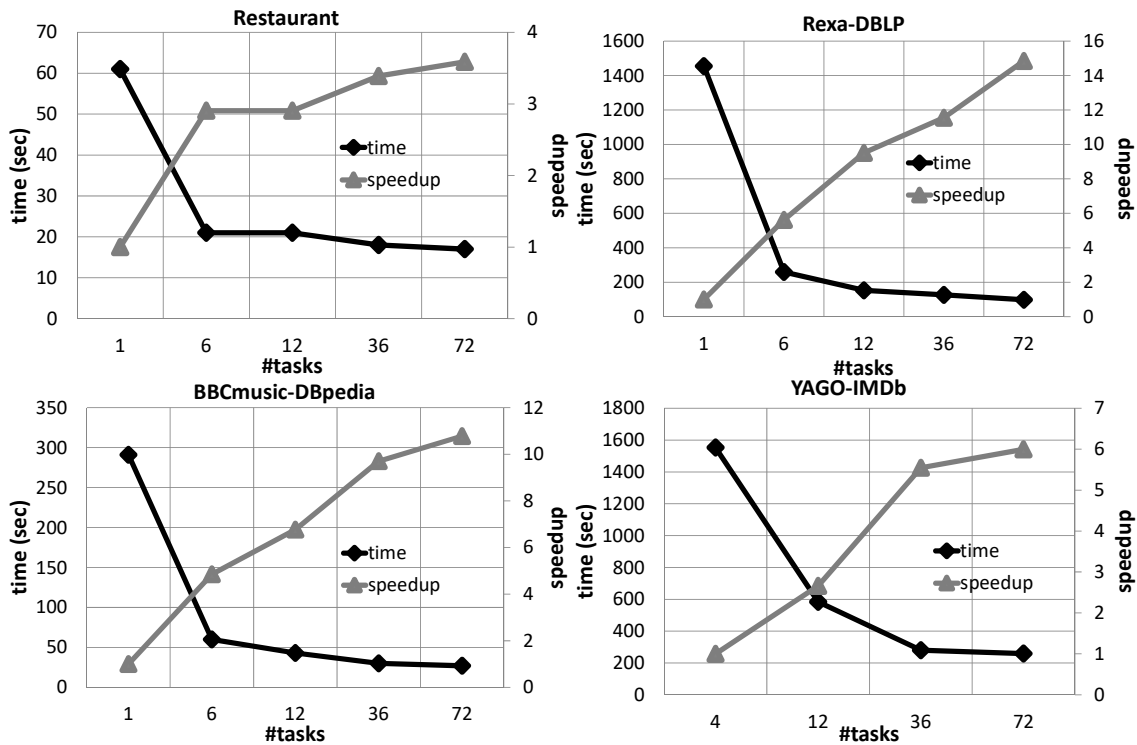 Restaurant
70
60
50
40
30
20
10
0
time (sec)
4
3
2
1
0
speedup
time
speedup
1 6 12 36 72
#tasks
Rexa-DBLP
1600
1400
1200
1000
800
600
400
200
0
time (sec)
16
14
12
10
8
6
4
2
0
speedup
time
speedup
1 6 12 36 72
#tasks
BBCmusic-DBpedia
350
300
250
200
150
100
50
0
time (sec)
12
10
8
6
4
2
0
speedup
time
speedup
1 6 12 36 72
#tasks
YAGO-IMDb
1800
1600
1400
1200
1000
800
600
400
200
0
time (sec)
7
6
5
4
3
2
1
0
speedup
time
speedup
4 12 36 72
#tasks